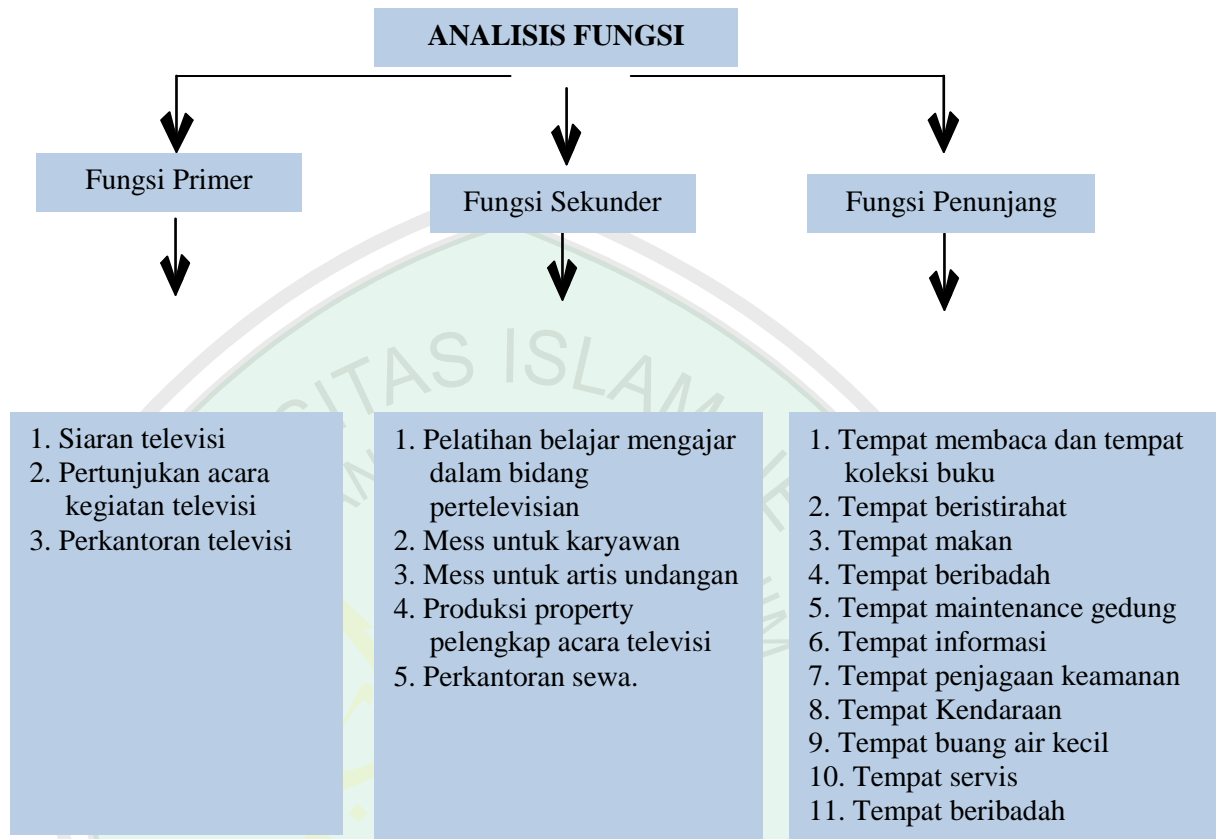 ANALISIS FUNGSI
Fungsi Primer
Fungsi Sekunder
Fungsi Penunjang
1. Siaran televisi
2. Pertunjukan acara
kegiatan televisi
3. Perkantoran televisi
1. Pelatihan belajar mengajar
dalam bidang
pertelevisian
2. Mess untuk karyawan
3. Mess untuk artis undangan
4. Produksi property
pelengkap acara televisi
5. Perkantoran sewa.
1. Tempat membaca dan tempat
koleksi buku
2. Tempat beristirahat
3. Tempat makan
4. Tempat beribadah
5. Tempat maintenance gedung
6. Tempat informasi
7. Tempat penjagaan keamanan
8. Tempat Kendaraan
9. Tempat buang air kecil
10. Tempat servis
11. Tempat beribadah
ISLAM